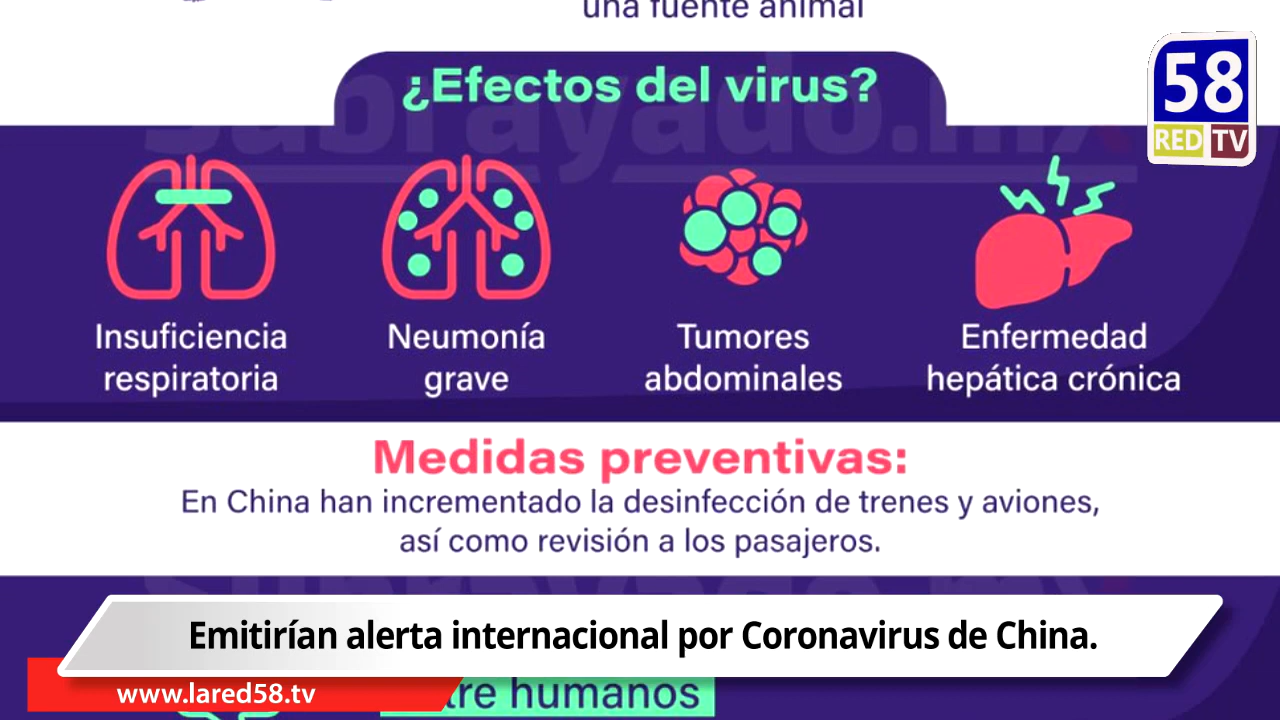 una fuente animal
¿Efectos del virus?
58
RED TV
subrayado.mx
Insuficiencia
respiratoria
Neumonía
grave
Tumores
abdominales
Enfermedad
hepática crónica
Medidas preventivas:
En China han incrementado la desinfección de trenes y aviones,
así como revisión a los pasajeros.
Emitirían alerta internacional por Coronavirus de China.
www.lared58.tv
humanos